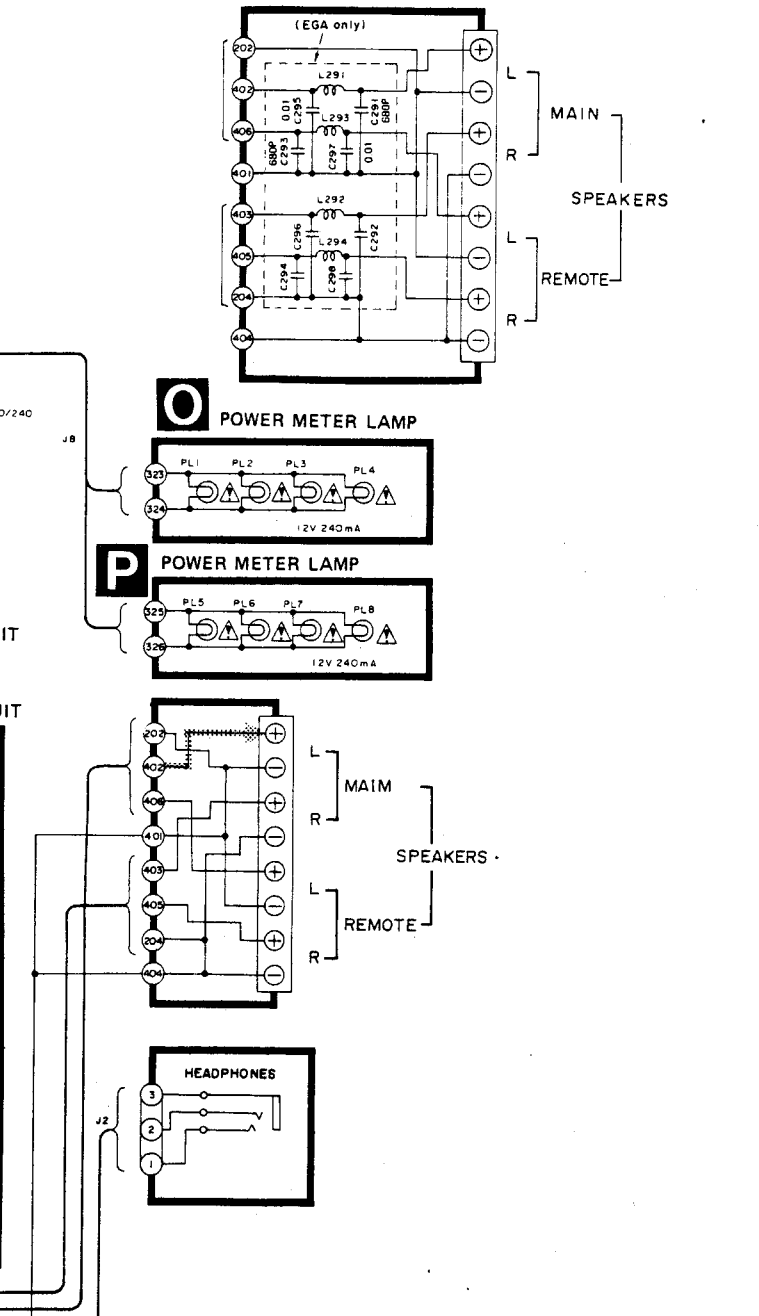 (EGA only)
202
402
406
401
403
405
204
404
L291
0.01
C295
C291
680P
L293
680P
C293
C297
0.01
L292
C296
C292
L294
C294
C298
+
−
+
−
+
−
+
−
L
R
MAIN
SPEAKERS
L
R
REMOTE
0/240
J8
O POWER METER LAMP
323
324
PL1 PL2 PL3 PL4
12V 240mA
P POWER METER LAMP
325
326
PL5 PL6 PL7 PL8
12V 240mA
IT
UIT
202
402
406
401
403
405
204
404
+
−
+
−
+
−
+
−
L
R
MAIM
SPEAKERS
L
R
REMOTE
HEADPHONES
J2
3
2
1